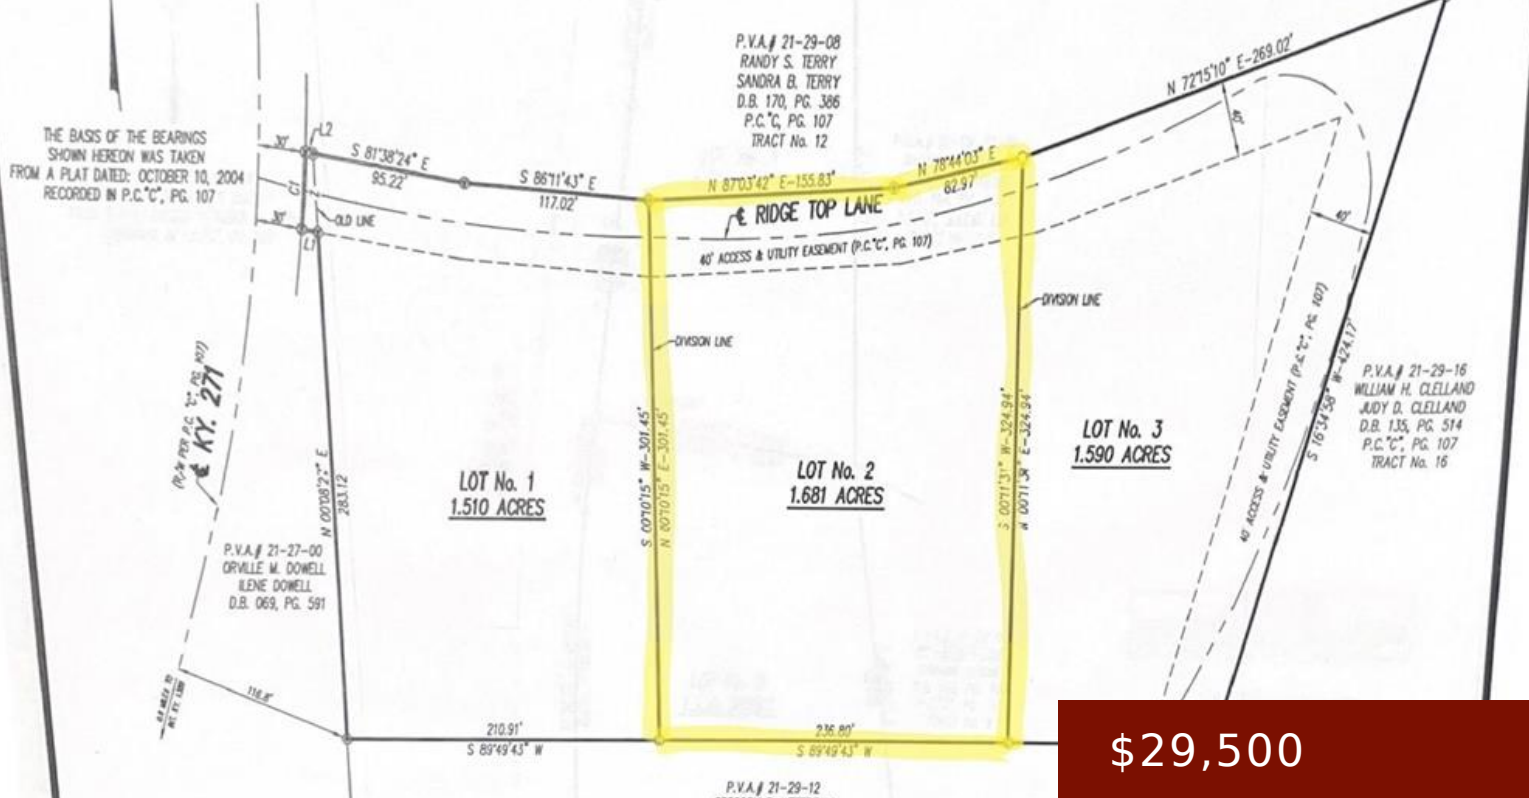 P.V.A.# 21-29-08
RANDY S. TERRY
SANDRA B. TERRY
D.B. 170, PG. 386
P.C."C", PG. 107
TRACT No. 12
N 72°15'10" E-269.02'
40'
THE BASIS OF THE BEARINGS
SHOWN HEREON WAS TAKEN
FROM A PLAT DATED: OCTOBER 10, 2004
RECORDED IN P.C."C", PG. 107
30'
L2
S 81°38'24" E
95.22'
S 86°11'43" E
117.02'
N 87°03'42" E-155.83'
N 78°44'03" E
82.97'
C1
30'
OLD LINE
L1
℄ RIDGE TOP LANE
40' ACCESS & UTILITY EASEMENT (P.C."C", PG. 107)
40'
DIVISION LINE
DIVISION LINE
(R/W PER P.C. "C", PG. 107)
℄ KY. 271
N 00°08'27" E
283.12
LOT No. 1
1.510 ACRES
S 00°10'15" W-301.45'
N 00°10'15" E-301.45'
LOT No. 2
1.681 ACRES
S 00°11'31" W-324.94'
N 00°11'31" E-324.94'
LOT No. 3
1.590 ACRES
40' ACCESS & UTILITY EASEMENT (P.C."C", PG. 107)
S 16°34'58" W-424.17'
P.V.A.# 21-29-16
WILLIAM H. CLELLAND
JUDY D. CLELLAND
D.B. 135, PG. 514
P.C."C", PG. 107
TRACT No. 16
P.V.A.# 21-27-00
ORVILLE M. DOWELL
ILENE DOWELL
D.B. 069, PG. 591
116.8'
210.91'
S 89°49'43" W
236.80'
S 89°49'43" W
P.V.A.# 21-29-12
$29,500